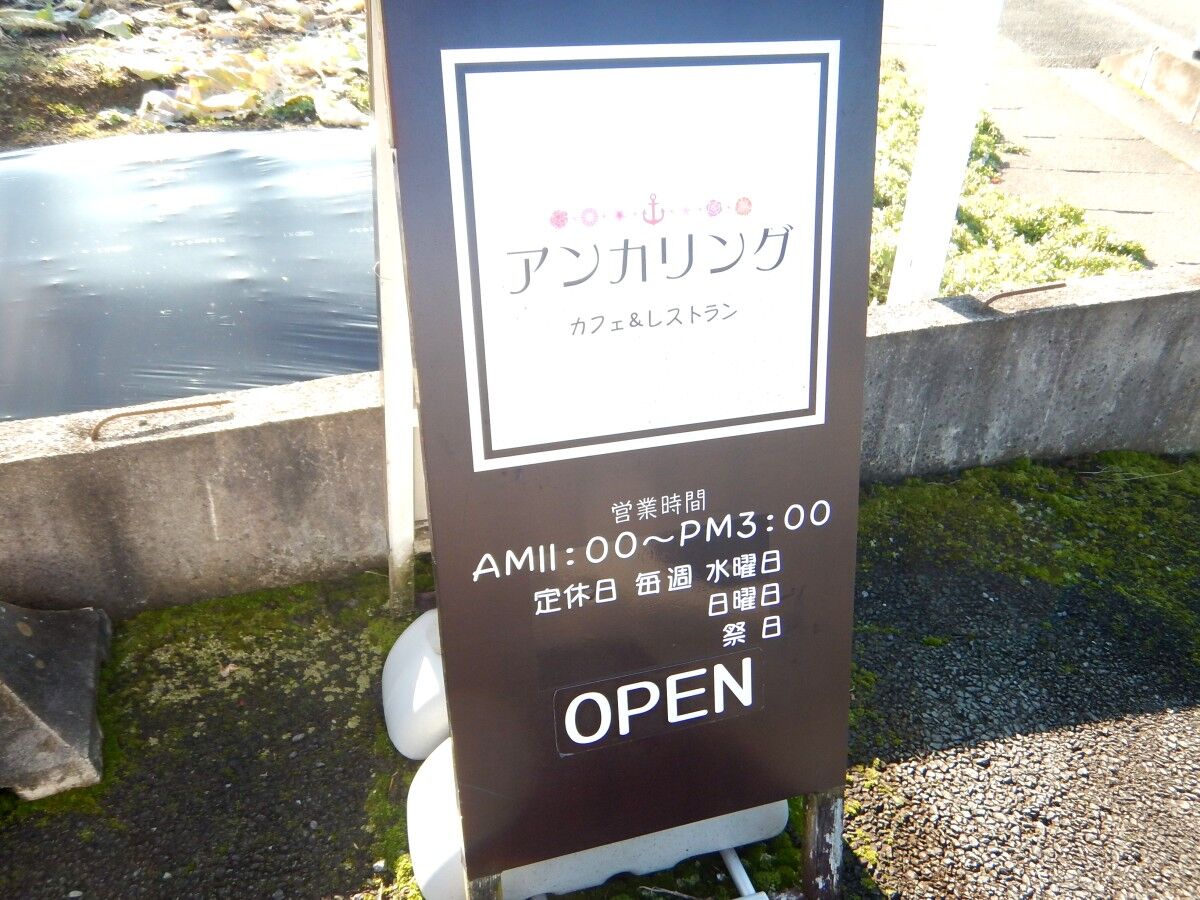 アンカリング
カフェ&レストラン
営業時間
AM11:00～PM3:00
定休日 毎週 水曜日
日曜日
祭 日
OPEN